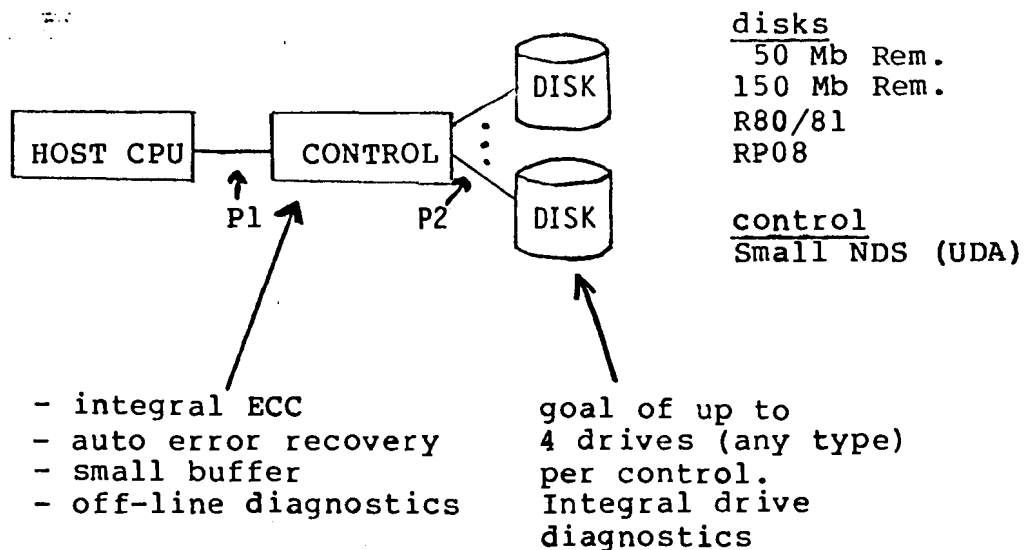 disks
50 Mb Rem.
150 Mb Rem.
R80/81
RP08
DISK
HOST CPU
CONTROL
P1
P2
DISK
control
Small NDS (UDA)
- integral ECC
- auto error recovery
- small buffer
- off-line diagnostics
goal of up to
4 drives (any type)
per control.
Integral drive
diagnostics